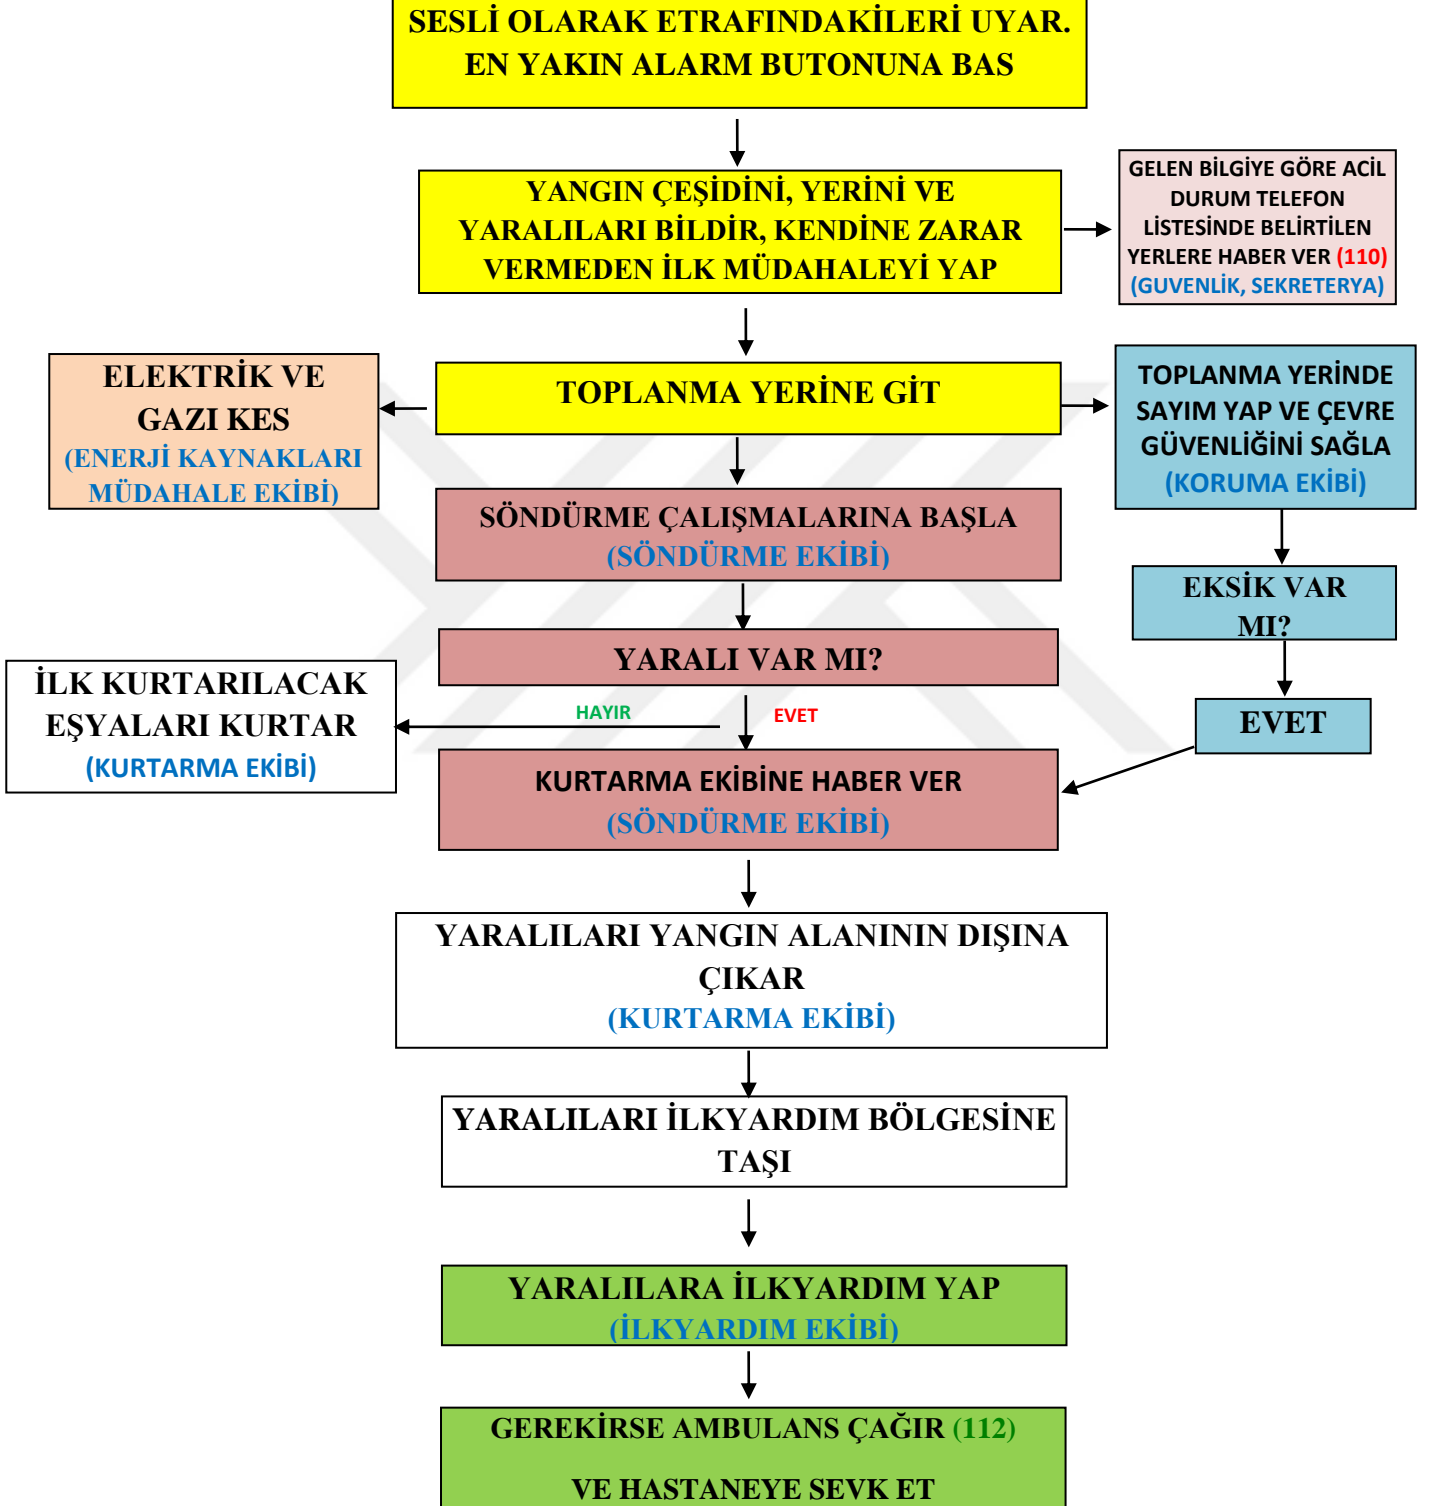 SESLİ OLARAK ETRAFINDAKİLERİ UYAR.
EN YAKIN ALARM BUTONUNA BAS
YANGIN ÇEŞİDİNİ, YERİNİ VE
YARALILARI BİLDİR, KENDİNE ZARAR
VERMEDEN İLK MÜDAHALEYİ YAP
GELEN BİLGİYE GÖRE ACİL
DURUM TELEFON
LİSTESİNDE BELİRTİLEN
YERLERE HABER VER (110)
(GUVENLİK, SEKRETERYA)
ELEKTRİK VE
GAZI KES
(ENERJİ KAYNAKLARI
MÜDAHALE EKİBİ)
TOPLANMA YERİNE GİT
TOPLANMA YERİNDE
SAYIM YAP VE ÇEVRE
GÜVENLİĞİNİ SAĞLA
(KORUMA EKİBİ)
SÖNDÜRME ÇALIŞMALARINA BAŞLA
(SÖNDÜRME EKİBİ)
EKSİK VAR
MI?
YARALI VAR MI?
İLK KURTARILACAK
EŞYALARI KURTAR
(KURTARMA EKİBİ)
HAYIR
EVET
EVET
KURTARMA EKİBİNE HABER VER
(SÖNDÜRME EKİBİ)
YARALILARI YANGIN ALANININ DIŞINA
ÇIKAR
(KURTARMA EKİBİ)
YARALILARI İLKYARDIM BÖLGESİNE
TAŞI
YARALILARA İLKYARDIM YAP
(İLKYARDIM EKİBİ)
GEREKİRSE AMBULANS ÇAĞIR (112)
VE HASTANEYE SEVK ET